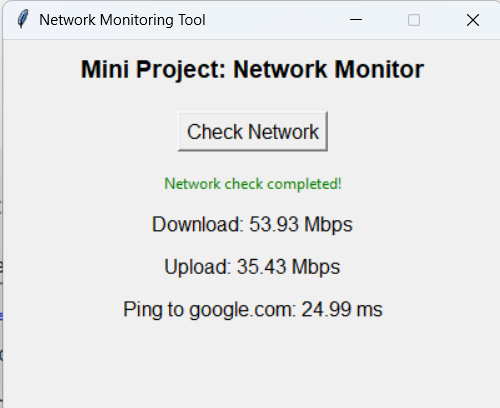 Network Monitoring Tool
Mini Project: Network Monitor
Check Network
Network check completed!
Download: 53.93 Mbps
Upload: 35.43 Mbps
Ping to google.com: 24.99 ms